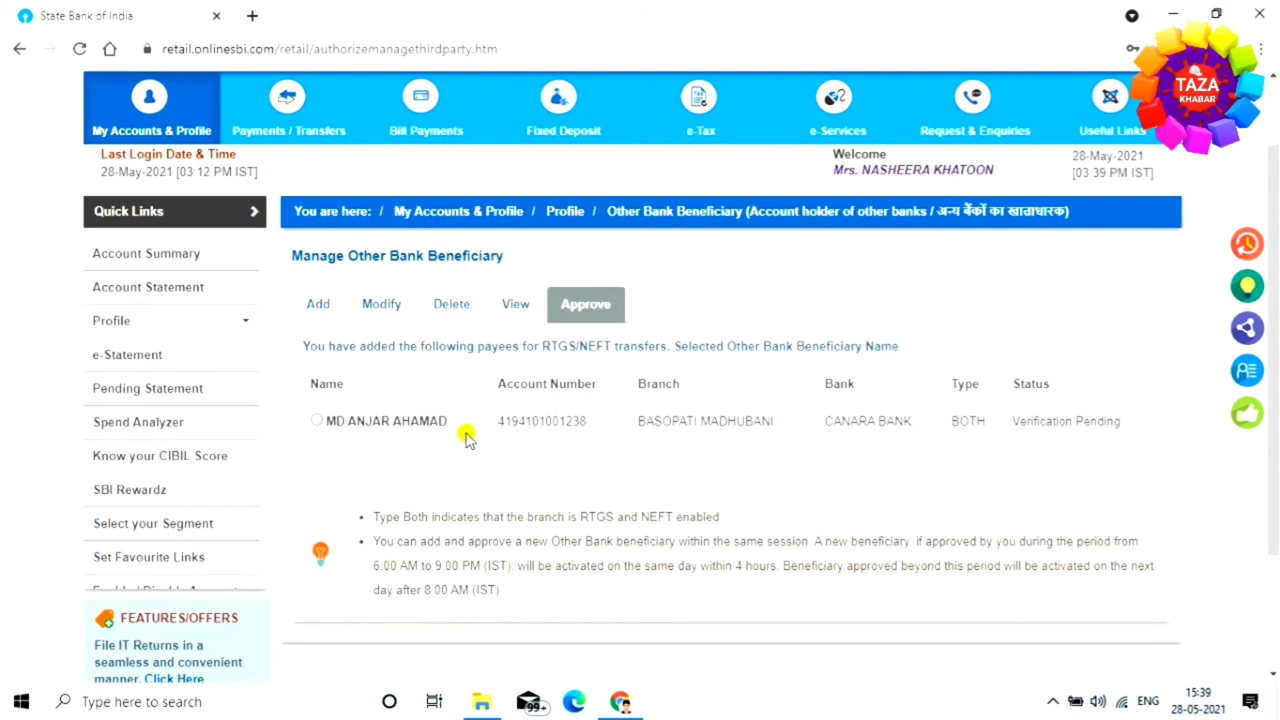 State Bank of India
retail.onlinesbi.com/retail/authorizemanagethirdparty.htm
TAZA
KHABAR
My Accounts & Profile
Payments / Transfers
Bill Payments
Fixed Deposit
e-Tax
e-Services
Request & Enquiries
Useful Links
Last Login Date & Time
28-May-2021 [03:12 PM IST]
Welcome
Mrs. NASHEERA KHATOON
28-May-2021
[03:39 PM IST]
Quick Links
You are here: / My Accounts & Profile / Profile / Other Bank Beneficiary (Account holder of other banks / अन्य बैंकों का खाताधारक)
Account Summary
Account Statement
Profile
e-Statement
Pending Statement
Spend Analyzer
Know your CIBIL Score
SBI Rewardz
Select your Segment
Set Favourite Links
Manage Other Bank Beneficiary
Add Modify Delete View Approve
You have added the following payees for RTGS/NEFT transfers. Selected Other Bank Beneficiary Name
Name Account Number Branch Bank Type Status
MD ANJAR AHAMAD 4194101001238 BASOPATI MADHUBANI CANARA BANK BOTH Verification Pending
• Type Both indicates that the branch is RTGS and NEFT enabled
• You can add and approve a new Other Bank beneficiary within the same session. A new beneficiary, if approved by you during the period from
6.00 AM to 9.00 PM (IST), will be activated on the same day within 4 hours. Beneficiary approved beyond this period will be activated on the next
day after 8.00 AM (IST)
FEATURES/OFFERS
File IT Returns in a
seamless and convenient
manner. Click Here
Type here to search
99+
ENG
15:39
28-05-2021